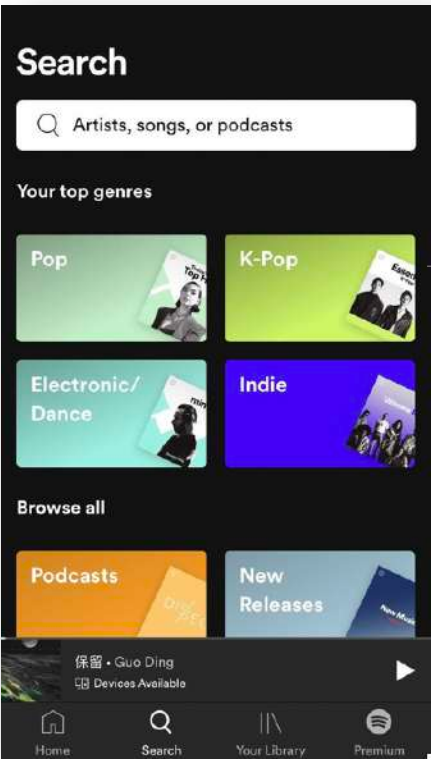 Search
Artists, songs, or podcasts
Your top genres
Pop
K-Pop
Electronic/
Dance
Indie
Browse all
Podcasts
New
Releases
保留 • Guo Ding
Devices Available
Home
Search
Your Library
Premium